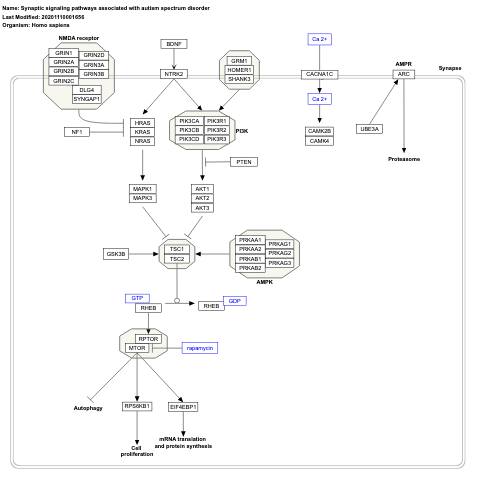 Name: Synaptic signaling pathways associated with autism spectrum disorder
Last Modified: 20201110001656
Organism: Homo sapiens
NMDA receptor
GRIN1
GRIN2A
GRIN2B
GRIN2C
GRIN2D
GRIN3A
GRIN3B
DLG4
SYNGAP1
BDNF
NTRK2
GRM1
HOMER1
SHANK3
Ca 2+
CACNA1C
Ca 2+
AMPR
ARC
Synapse
NF1
HRAS
KRAS
NRAS
PIK3CA
PIK3CB
PIK3CD
PIK3R1
PIK3R2
PIK3R3
PI3K
CAMK2B
CAMK4
UBE3A
Proteasome
PTEN
MAPK1
MAPK3
AKT1
AKT2
AKT3
GSK3B
TSC1
TSC2
PRKAA1
PRKAA2
PRKAB1
PRKAB2
PRKAG1
PRKAG2
PRKAG3
AMPK
GTP
RHEB
RHEB
GDP
RPTOR
MTOR
rapamycin
Autophagy
RPS6KB1
EIF4EBP1
Cell
proliferation
mRNA translation
and protein synthesis